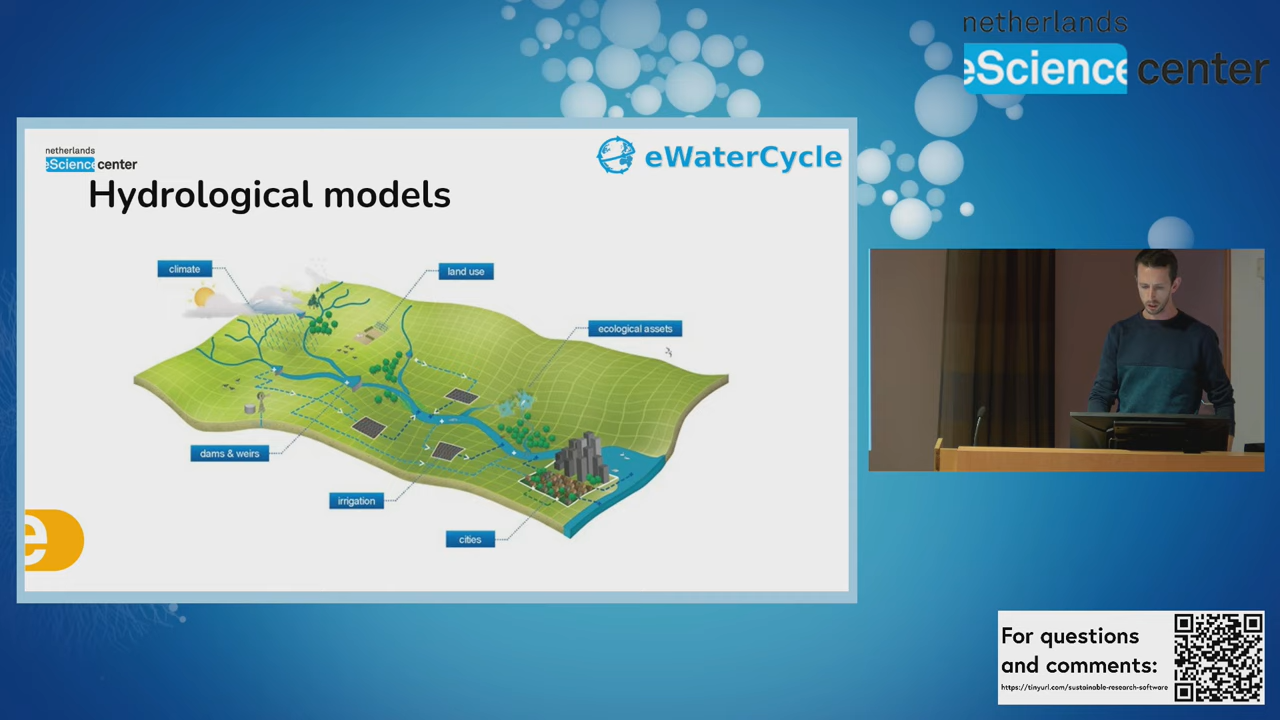 netherlands
eScience center
netherlands
eScience center
eWaterCycle
Hydrological models
climate
land use
ecological assets
dams & weirs
irrigation
cities
e
For questions
and comments:
https://tinyurl.com/sustainable-research-software